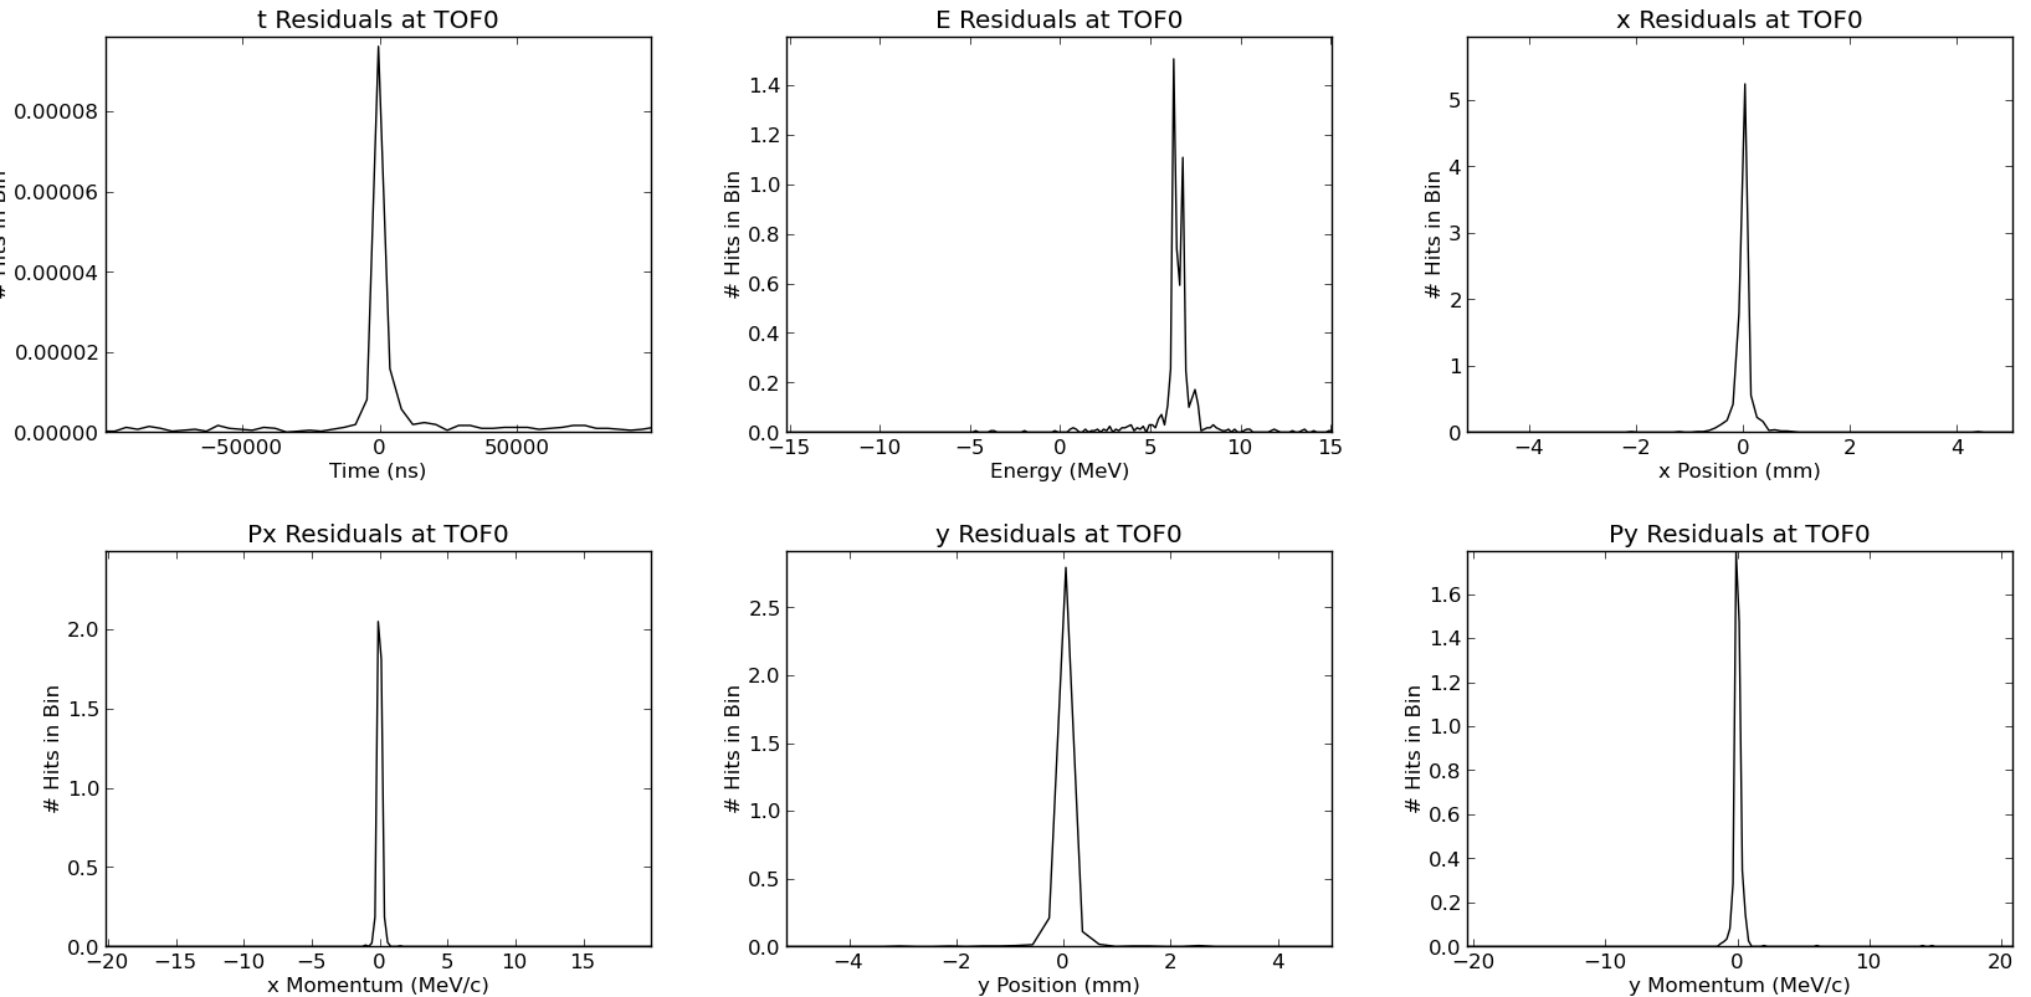 t Residuals at TOF0
0.00008
0.00006
0.00004
0.00002
0.00000
−50000 0 50000
Time (ns)
# Hits in Bin
E Residuals at TOF0
1.4
1.2
1.0
0.8
0.6
0.4
0.2
0.0
−15 −10 −5 0 5 10 15
Energy (MeV)
# Hits in Bin
x Residuals at TOF0
5
4
3
2
1
0
−4 −2 0 2 4
x Position (mm)
# Hits in Bin
Px Residuals at TOF0
2.0
1.5
1.0
0.5
0.0
−20 −15 −10 −5 0 5 10 15
x Momentum (MeV/c)
# Hits in Bin
y Residuals at TOF0
2.5
2.0
1.5
1.0
0.5
0.0
−4 −2 0 2 4
y Position (mm)
# Hits in Bin
Py Residuals at TOF0
1.6
1.4
1.2
1.0
0.8
0.6
0.4
0.2
0.0
−20 −10 0 10 20
y Momentum (MeV/c)
# Hits in Bin